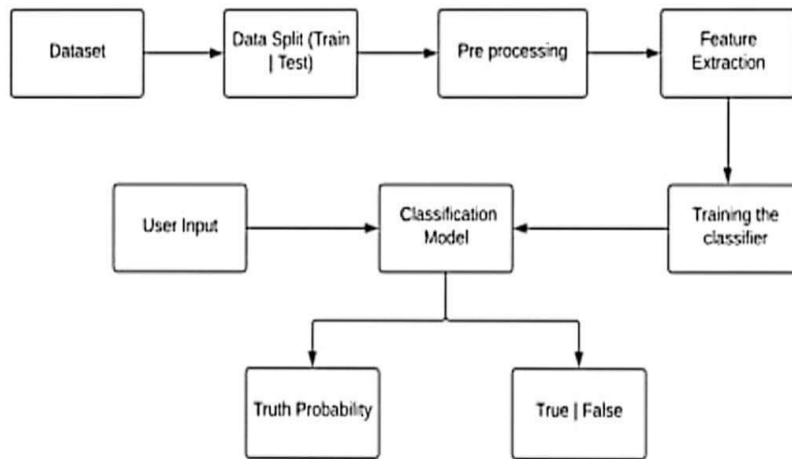 Dataset
Data Split (Train
| Test)
Pre processing
Feature
Extraction
User Input
Classification
Model
Training the
classifier
Truth Probability
True | False